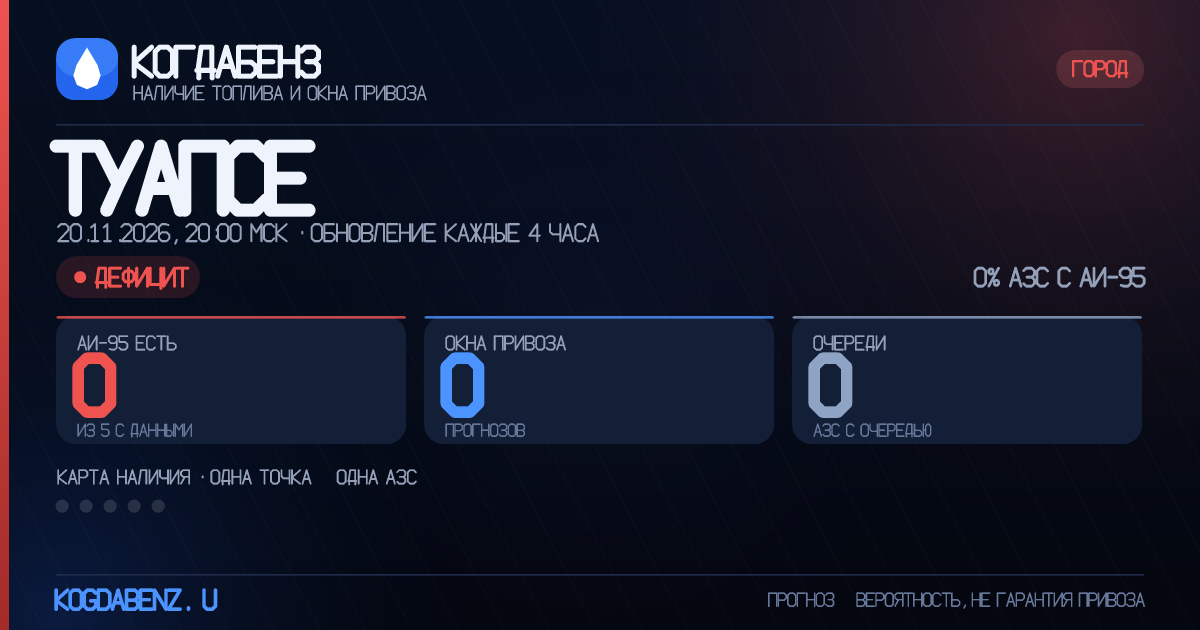 КОГДАБЕНЗ
НАЛИЧИЕ ТОПЛИВА И ОКНА ПРИВОЗА
ГОРОД
ТУАПСЕ
20.11.2026, 20:00 МСК · ОБНОВЛЕНИЕ КАЖДЫЕ 4 ЧАСА
ДЕФИЦИТ
0% АЗС С АИ-95
АИ-95 ЕСТЬ
0
ИЗ 5 С ДАННЫМИ
ОКНА ПРИВОЗА
0
ПРОГНОЗОВ
ОЧЕРЕДИ
0
АЗС С ОЧЕРЕДЬЮ
КАРТА НАЛИЧИЯ · ОДНА ТОЧКА ОДНА АЗС
KOGDABENZ. U
ПРОГНОЗ ВЕРОЯТНОСТЬ, НЕ ГАРАНТИЯ ПРИВОЗА